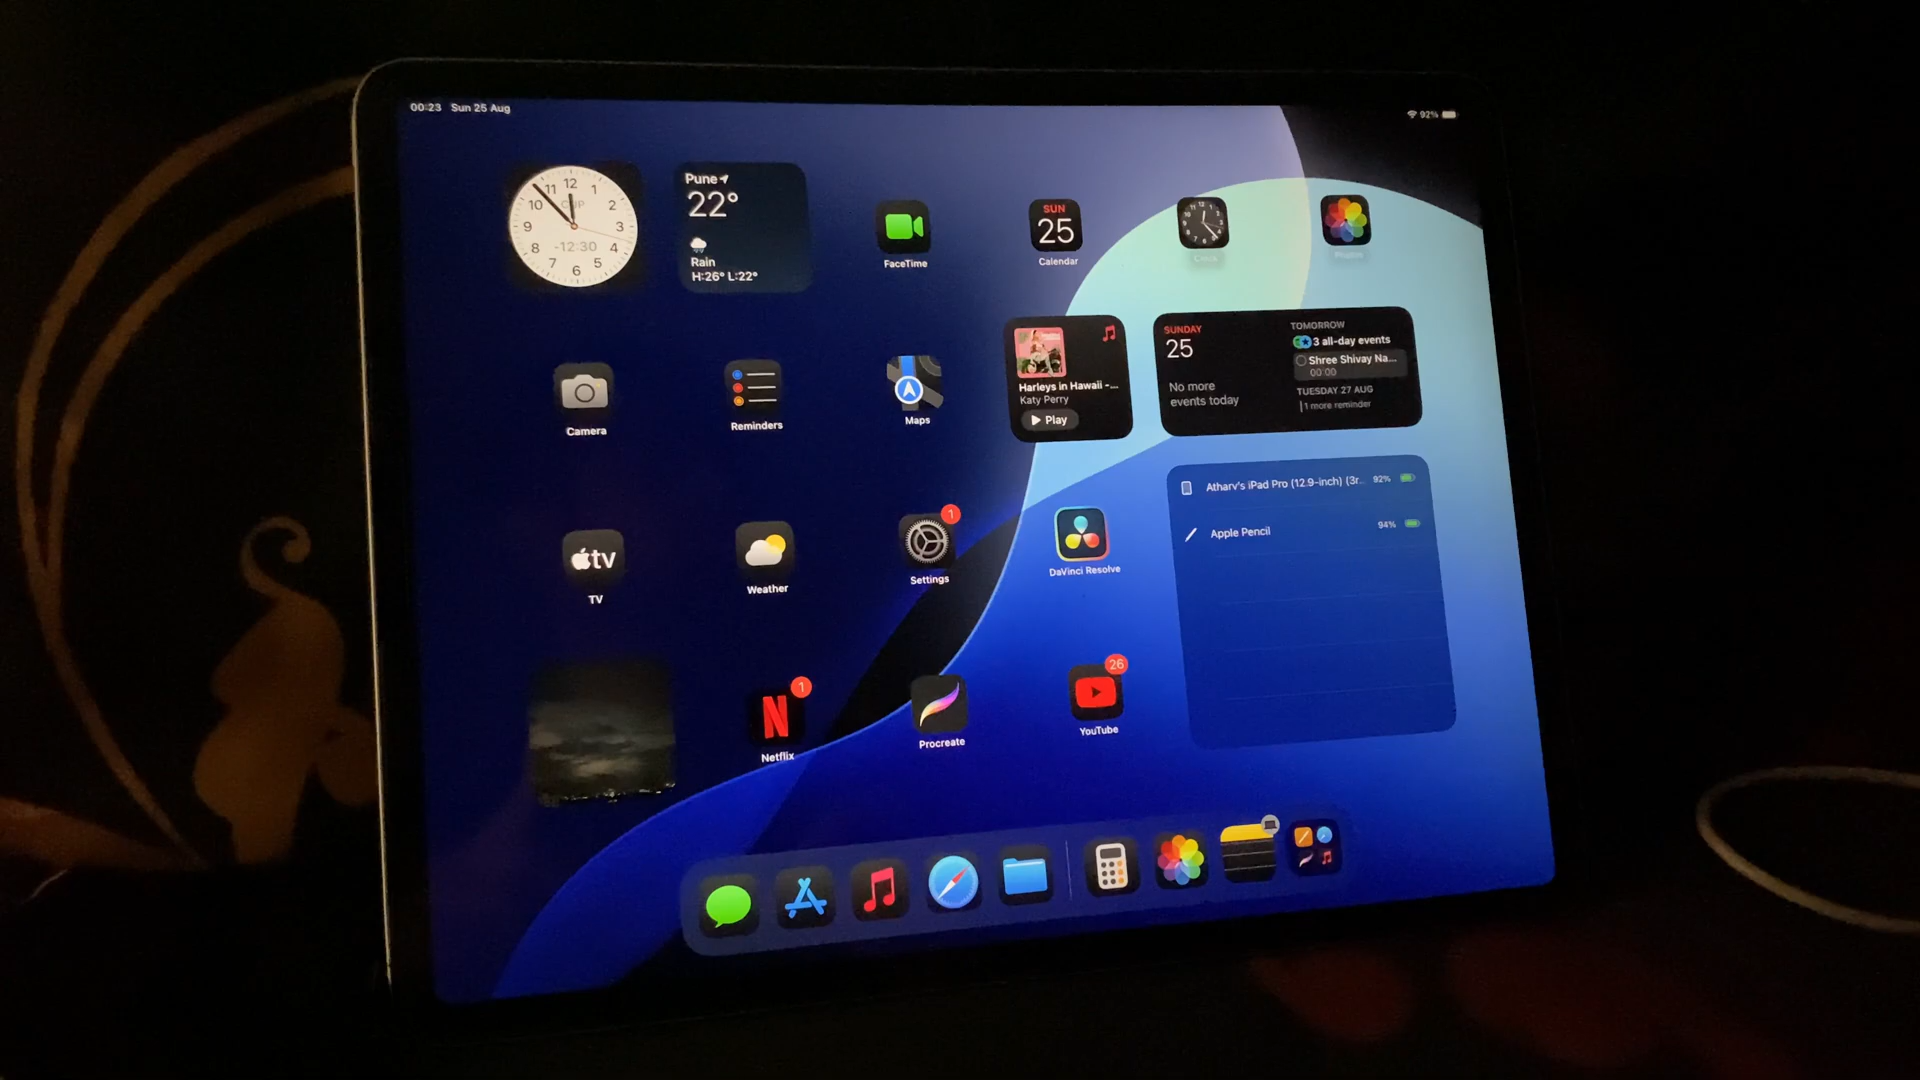 00:23 Sun 25 Aug
92%
11 12 1
10 CUP 2
9 3
8 -12:30 4
7 6 5
Pune
22°
Rain
H:26° L:22°
FaceTime
SUN
25
Calendar
Clock
Photos
Camera
Reminders
Maps
Harleys in Hawaii -...
Katy Perry
Play
SUNDAY
25
No more
events today
TOMORROW
3 all-day events
Shree Shivay Na...
00:00
TUESDAY 27 AUG
1 more reminder
tv
TV
Weather
1
Settings
DaVinci Resolve
Atharv's iPad Pro (12.9-inch) (3r... 92%
Apple Pencil 94%
N
1
Netflix
Procreate
26
YouTube